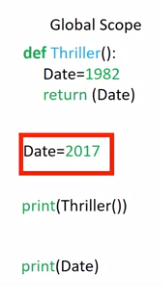 Global Scope
def Thriller():
Date=1982
return (Date)
Date=2017
print(Thriller())
print(Date)